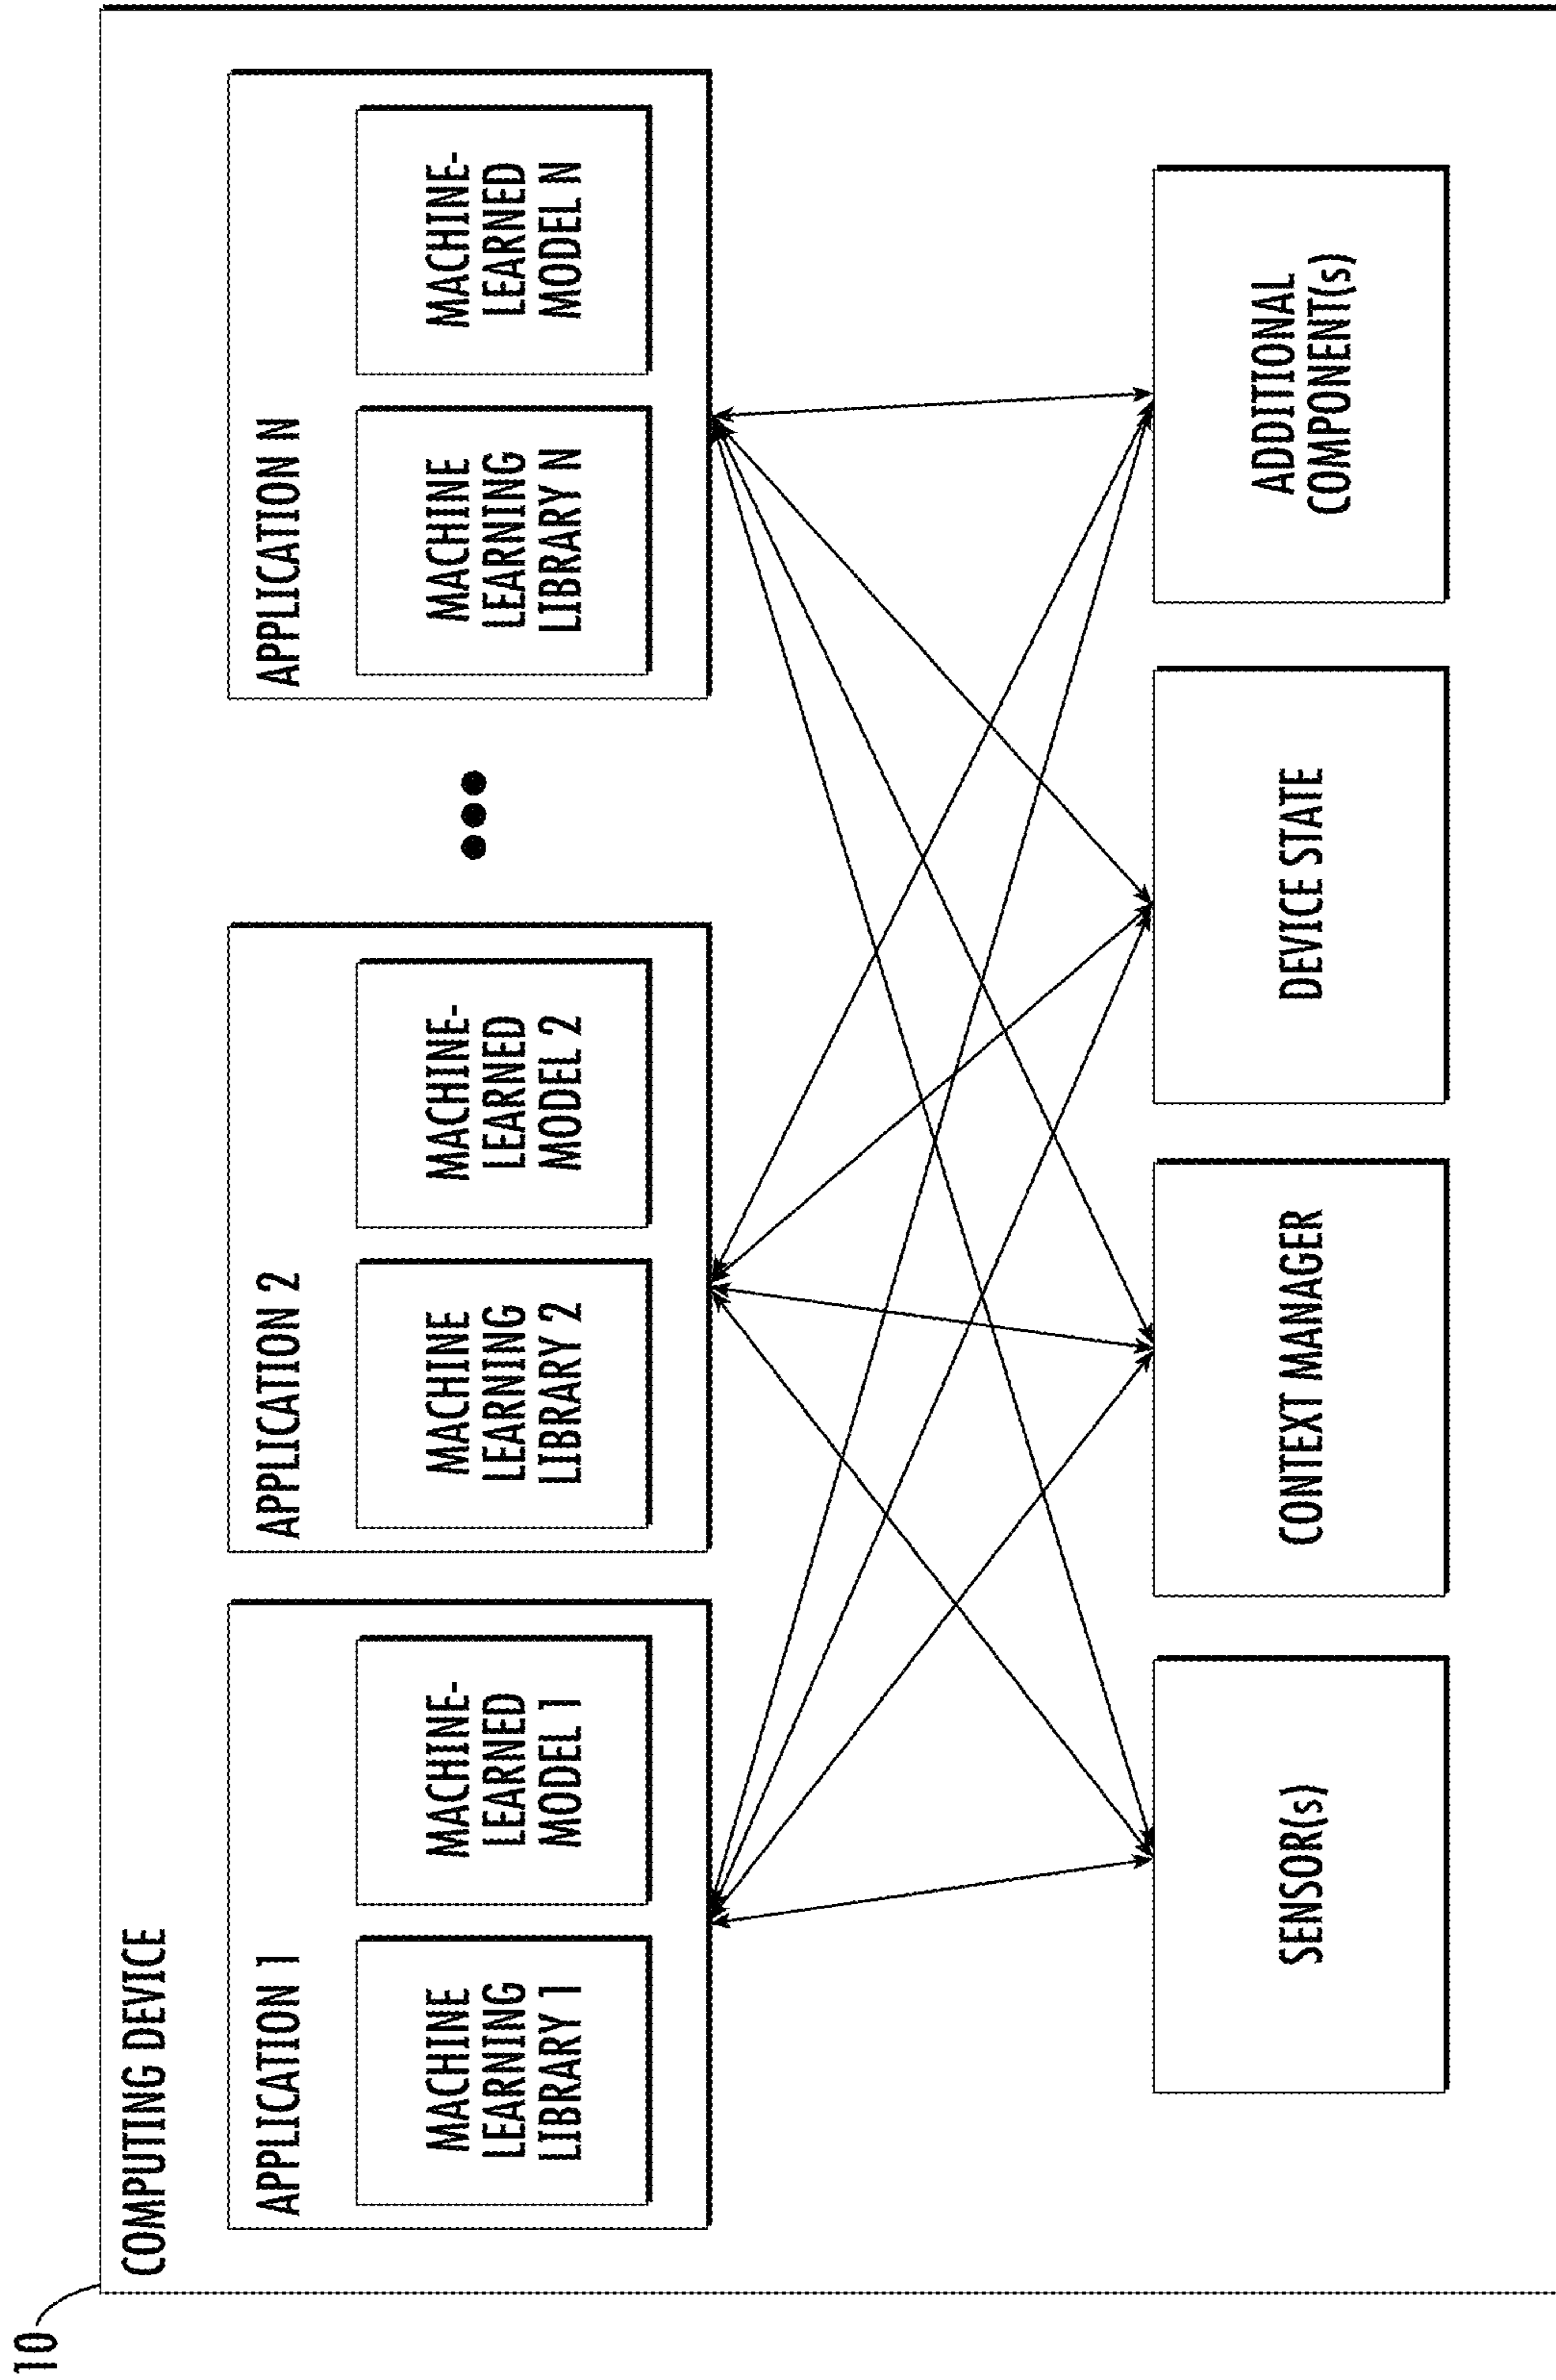 10
COMPUTING DEVICE
APPLICATION 1
MACHINE
LEARNING
LIBRARY 1
MACHINE-
LEARNED
MODEL 1
APPLICATION 2
MACHINE
LEARNING
LIBRARY 2
MACHINE-
LEARNED
MODEL 2
APPLICATION N
MACHINE
LEARNING
LIBRARY N
MACHINE-
LEARNED
MODEL N
SENSOR(s)
CONTEXT MANAGER
DEVICE STATE
ADDITIONAL
COMPONENT(s)